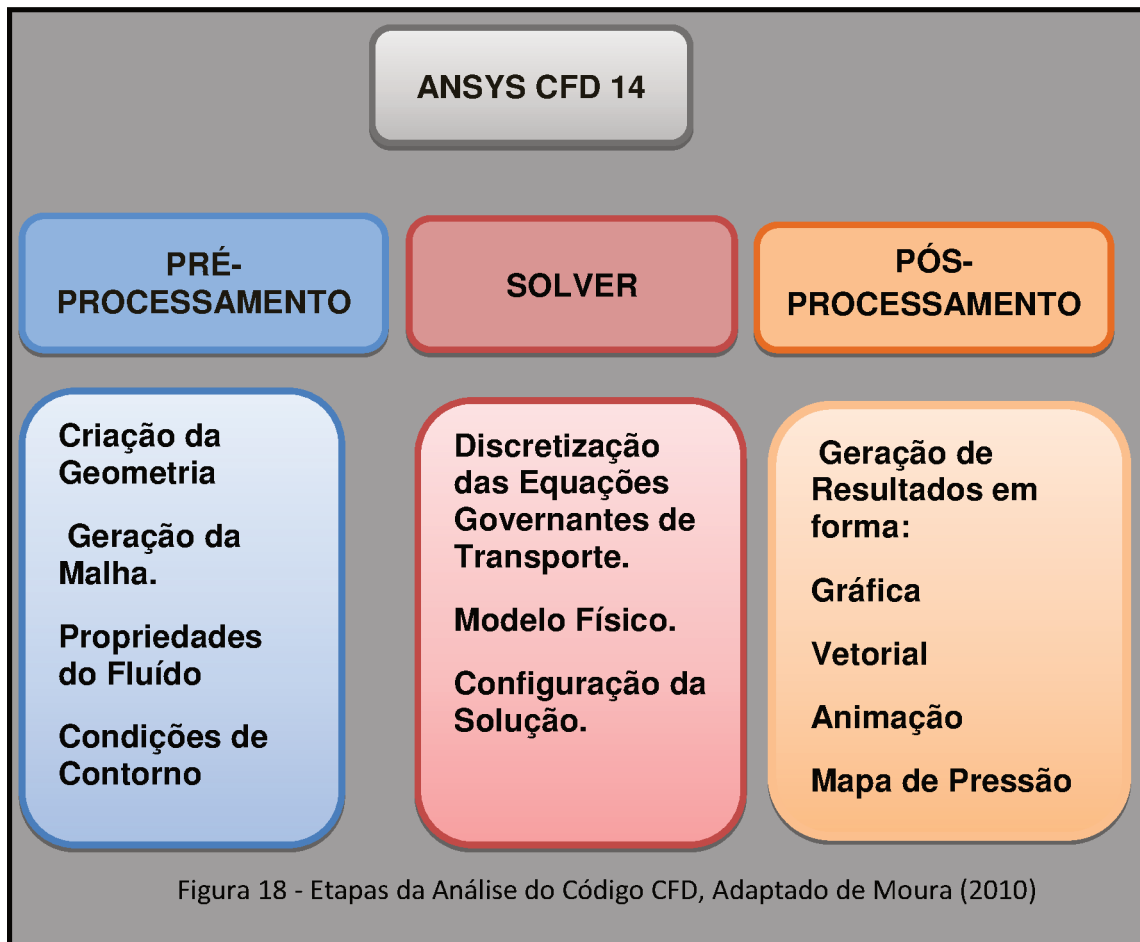 ANSYS CFD 14
PRÉ-
PROCESSAMENTO
SOLVER
PÓS-
PROCESSAMENTO
Criação da
Geometria
Geração da
Malha.
Propriedades
do Fluído
Condições de
Contorno
Discretização
das Equações
Governantes de
Transporte.
Modelo Físico.
Configuração da
Solução.
Geração de
Resultados em
forma:
Gráfica
Vetorial
Animação
Mapa de Pressão
Figura 18 - Etapas da Análise do Código CFD, Adaptado de Moura (2010)